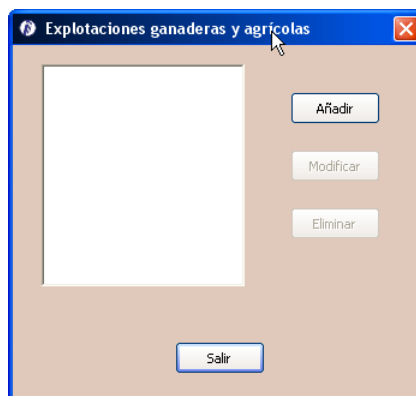 Explotaciones ganaderas y agrícolas
Añadir
Modificar
Eliminar
Salir